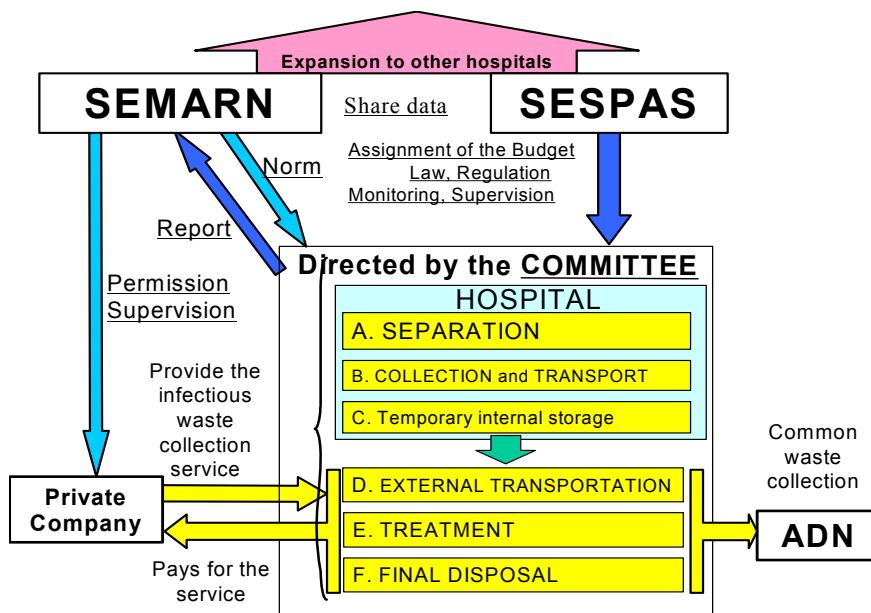 Expansion to other hospitals
SEMARN
Share data
SESPAS
Assignment of the Budget
Law, Regulation
Monitoring, Supervision
Norm
Report
Permission
Supervision
Directed by the COMMITTEE
HOSPITAL
A. SEPARATION
B. COLLECTION and TRANSPORT
C. Temporary internal storage
Provide the
infectious
waste
collection
service
Private
Company
Pays for the
service
D. EXTERNAL TRANSPORTATION
E. TREATMENT
F. FINAL DISPOSAL
Common
waste
collection
ADN